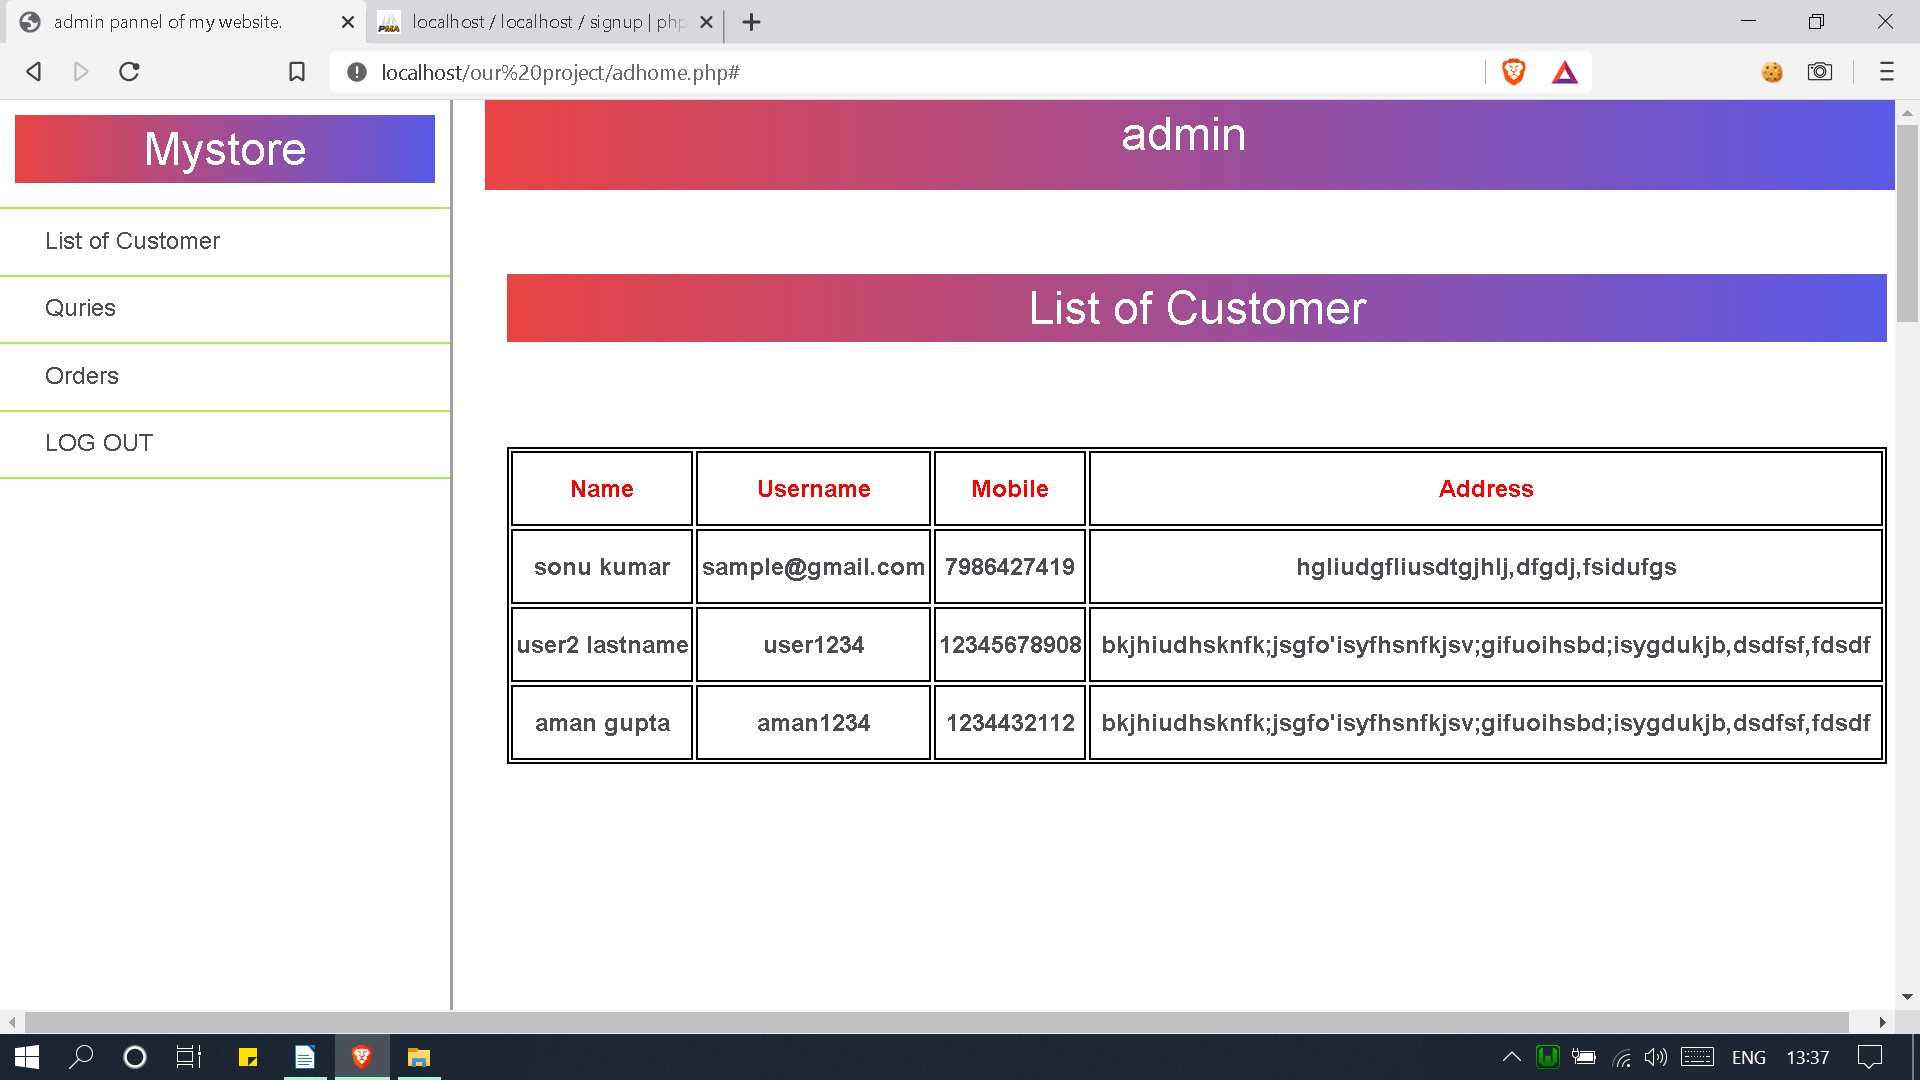 admin pannel of my website.
localhost / localhost / signup | php
localhost/our%20project/adhome.php#
Mystore
List of Customer
Quries
Orders
LOG OUT
admin
List of Customer
Name Username Mobile Address
sonu kumar sample@gmail.com 7986427419 hgliudgfliusdtgjhlj,dfgdj,fsidufgs
user2 lastname user1234 12345678908 bkjhiudhsknfk;jsgfo'isyfhsnfkjsv;gifuoihsbd;isygdukjb,dsdfsf,fdsdf
aman gupta aman1234 1234432112 bkjhiudhsknfk;jsgfo'isyfhsnfkjsv;gifuoihsbd;isygdukjb,dsdfsf,fdsdf
ENG 13:37